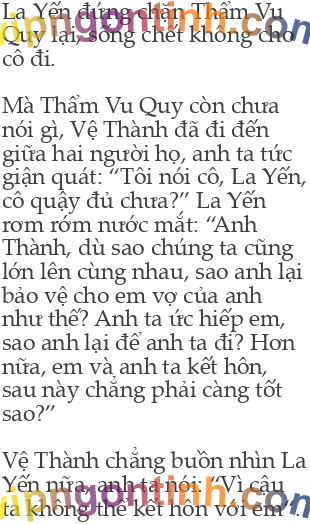 La Yến đứng chặn Thẩm Vu
Quy lại, sống chết không cho
cô đi.
Mà Thẩm Vu Quy còn chưa
nói gì, Vệ Thành đã đi đến
giữa hai người họ, anh ta tức
giận quát: “Tôi nói cô, La Yến,
cô quậy đủ chưa?” La Yến
rơm rớm nước mắt: “Anh
Thành, dù sao chúng ta cũng
lớn lên cùng nhau, sao anh lại
bảo vệ cho em vợ của anh
như thế? Anh ta ức hiếp em,
sao anh lại để anh ta đi? Hơn
nữa, em và anh ta kết hôn,
sau này chẳng phải càng tốt
sao?”
Vệ Thành chẳng buồn nhìn La
Yến nữa, anh ta nói: “Vì cậu
ta không thể kết hôn với em”.